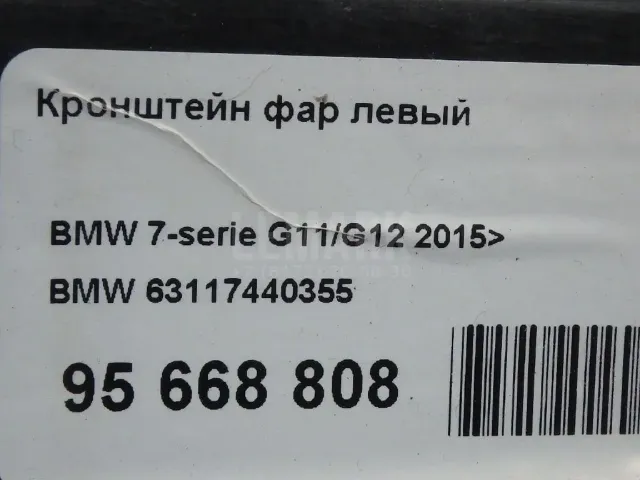 Кронштейн фар левый
BMW 7-serie G11/G12 2015>
BMW 63117440355
95 668 808